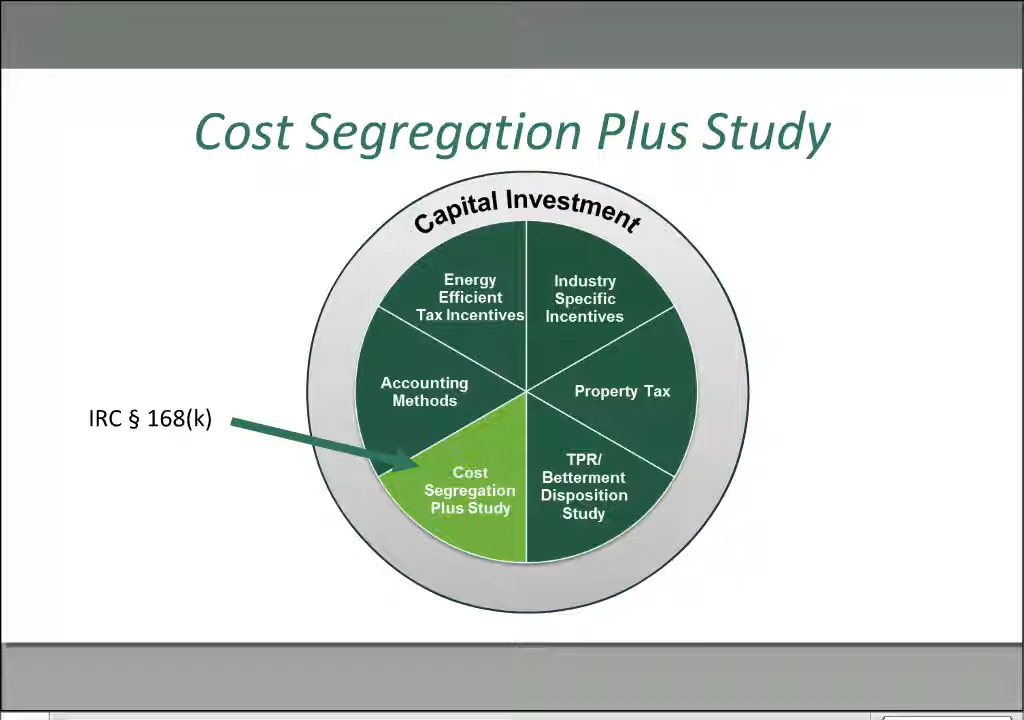 Cost Segregation Plus Study
Capital Investment
Energy
Efficient
Tax Incentives
Industry
Specific
Incentives
Accounting
Methods
Property Tax
IRC § 168(k)
Cost
Segregation
Plus Study
TPR/
Betterment
Disposition
Study